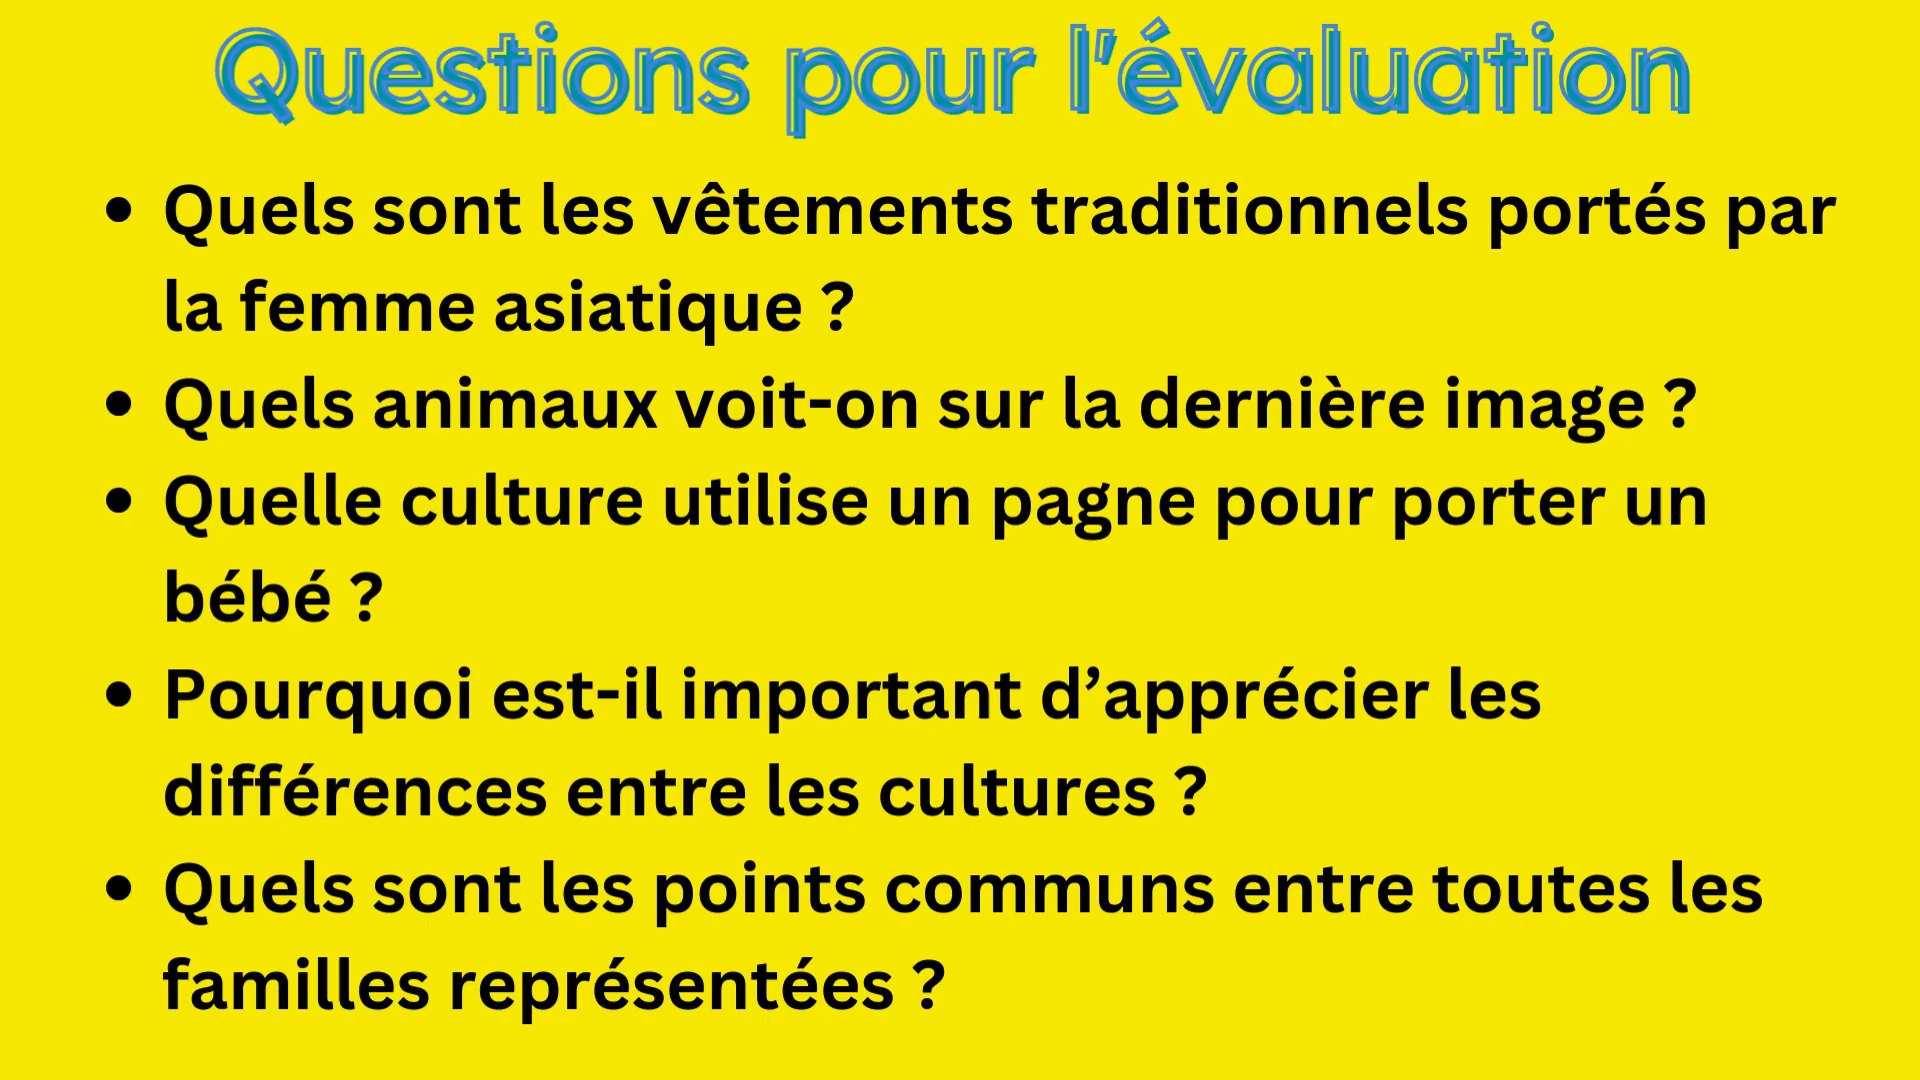 Questions pour l'évaluation
• Quels sont les vêtements traditionnels portés par
la femme asiatique ?
• Quels animaux voit-on sur la dernière image ?
• Quelle culture utilise un pagne pour porter un
bébé ?
• Pourquoi est-il important d’apprécier les
différences entre les cultures ?
• Quels sont les points communs entre toutes les
familles représentées ?